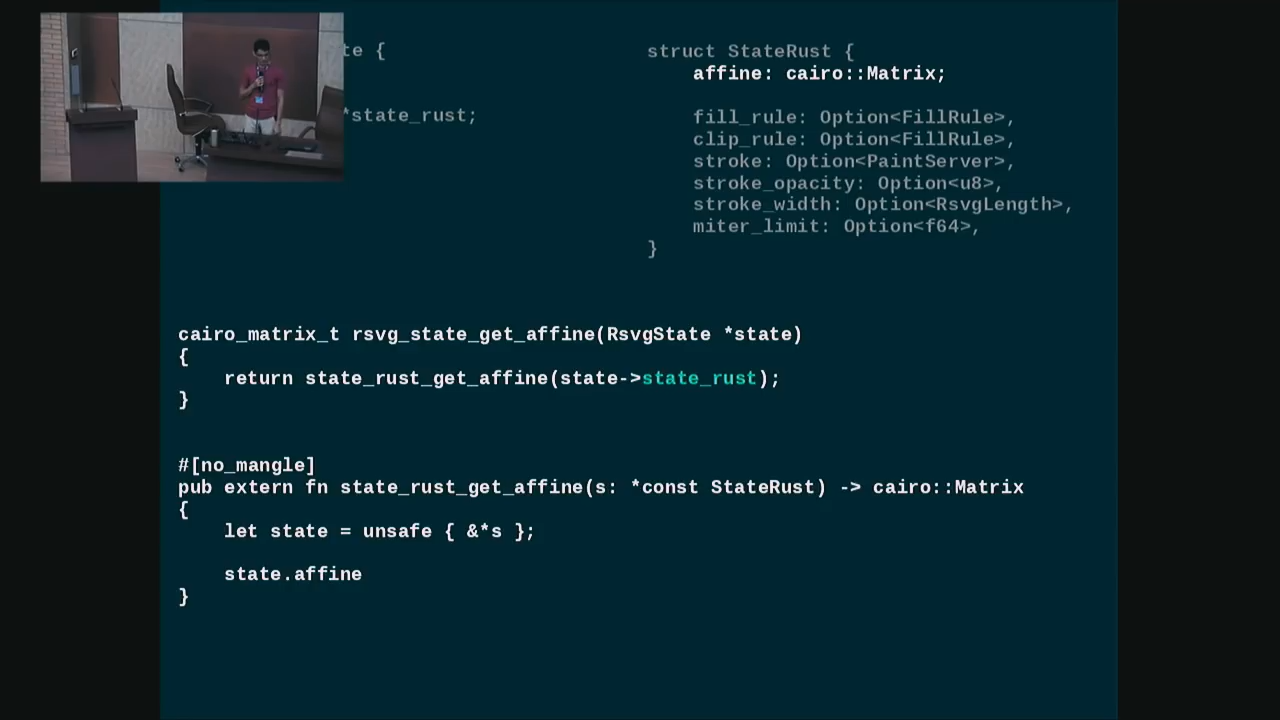 te {
*state_rust;
struct StateRust {
affine: cairo::Matrix;
fill_rule: Option<FillRule>,
clip_rule: Option<FillRule>,
stroke: Option<PaintServer>,
stroke_opacity: Option<u8>,
stroke_width: Option<RsvgLength>,
miter_limit: Option<f64>,
}
cairo_matrix_t rsvg_state_get_affine(RsvgState *state)
{
return state_rust_get_affine(state->state_rust);
}
#[no_mangle]
pub extern fn state_rust_get_affine(s: *const StateRust) -> cairo::Matrix
{
let state = unsafe { &*s };
state.affine
}